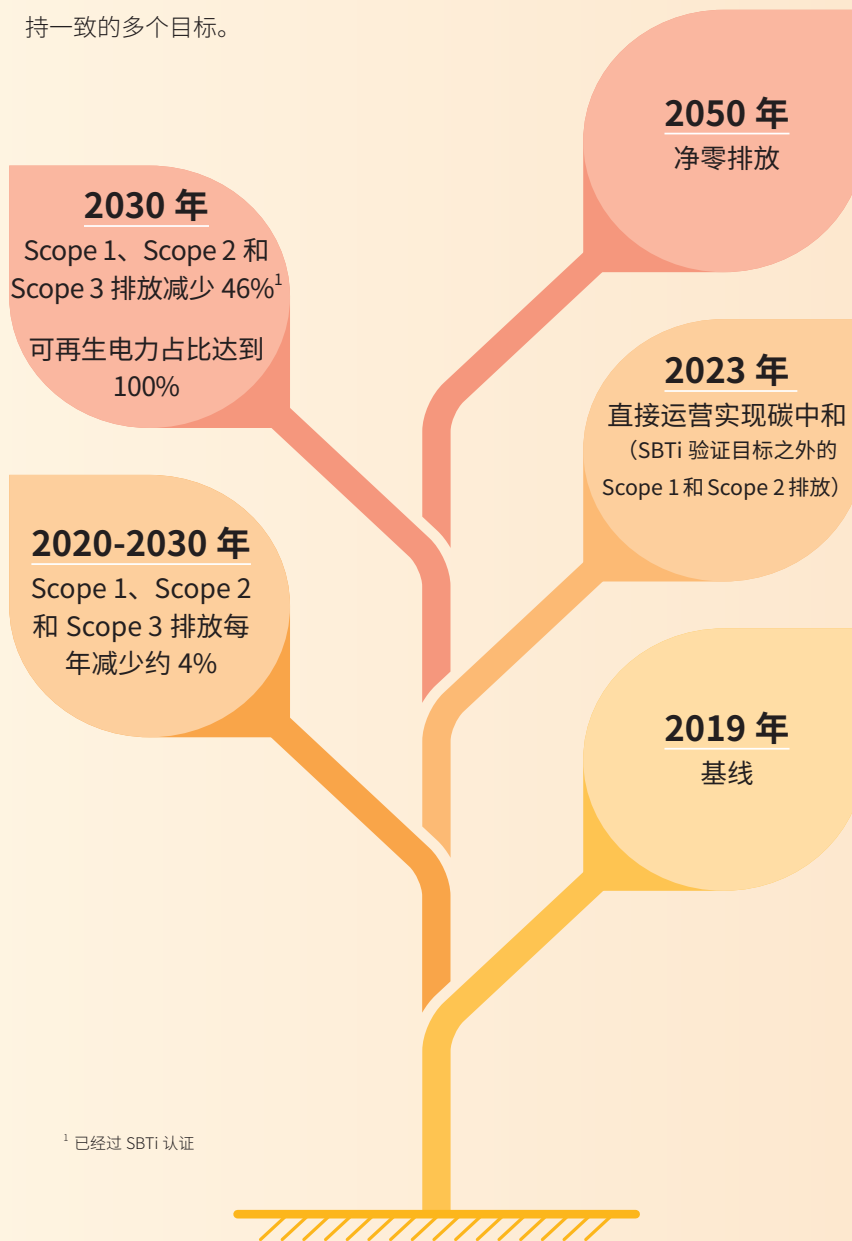 持一致的多个目标。
2050 年
净零排放
2030 年
Scope 1、Scope 2 和
Scope 3 排放减少 46%¹
可再生电力占比达到
100%
2023 年
直接运营实现碳中和
（SBTi 验证目标之外的
Scope 1 和 Scope 2 排放）
2020-2030 年
Scope 1、Scope 2
和 Scope 3 排放每
年减少约 4%
2019 年
基线
¹ 已经过 SBTi 认证